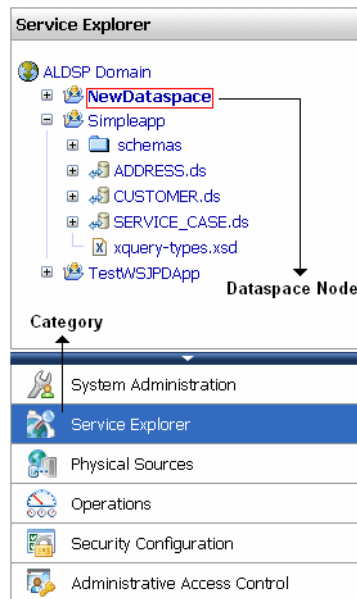 Service Explorer
ALDSP Domain
NewDataspace
Simpleapp
schemas
ADDRESS.ds
CUSTOMER.ds
SERVICE_CASE.ds
xquery-types.xsd
TestWSJPDApp
Dataspace Node
Category
System Administration
Service Explorer
Physical Sources
Operations
Security Configuration
Administrative Access Control